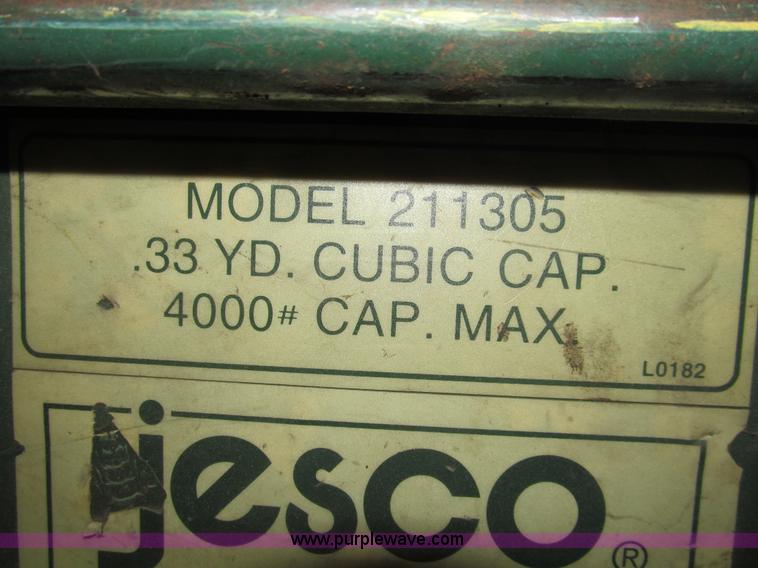 MODEL 211305
.33 YD. CUBIC CAP.
4000# CAP. MAX
L0182
jesco ®
www.purplewave.com